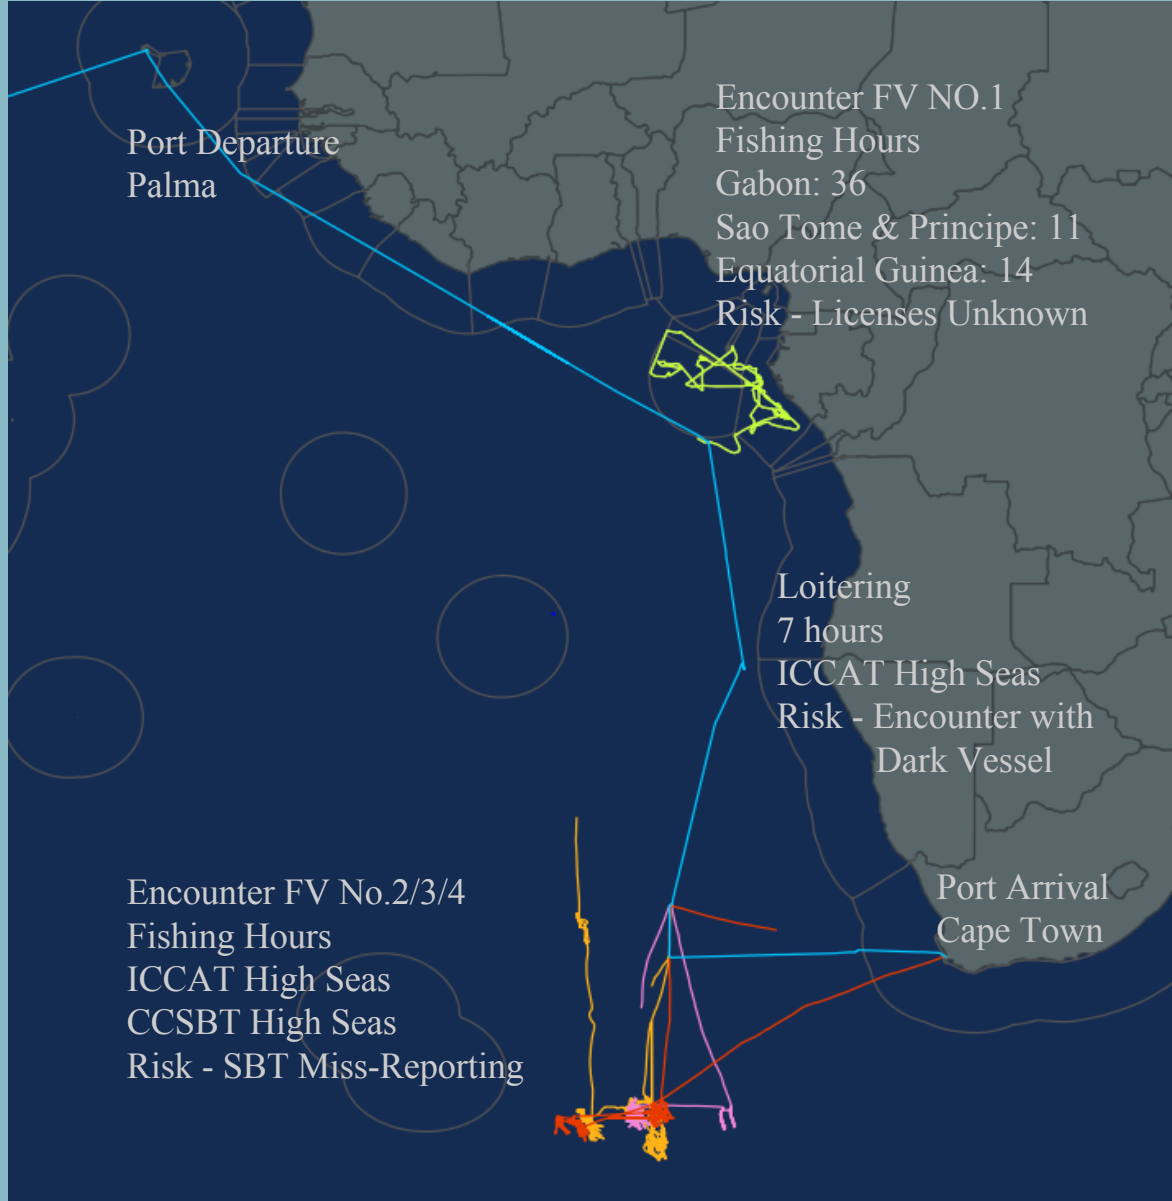 Port Departure
Palma
Encounter FV NO.1
Fishing Hours
Gabon: 36
Sao Tome & Principe: 11
Equatorial Guinea: 14
Risk - Licenses Unknown
Loitering
7 hours
ICCAT High Seas
Risk - Encounter with
Dark Vessel
Encounter FV No.2/3/4
Fishing Hours
ICCAT High Seas
CCSBT High Seas
Risk - SBT Miss-Reporting
Port Arrival
Cape Town